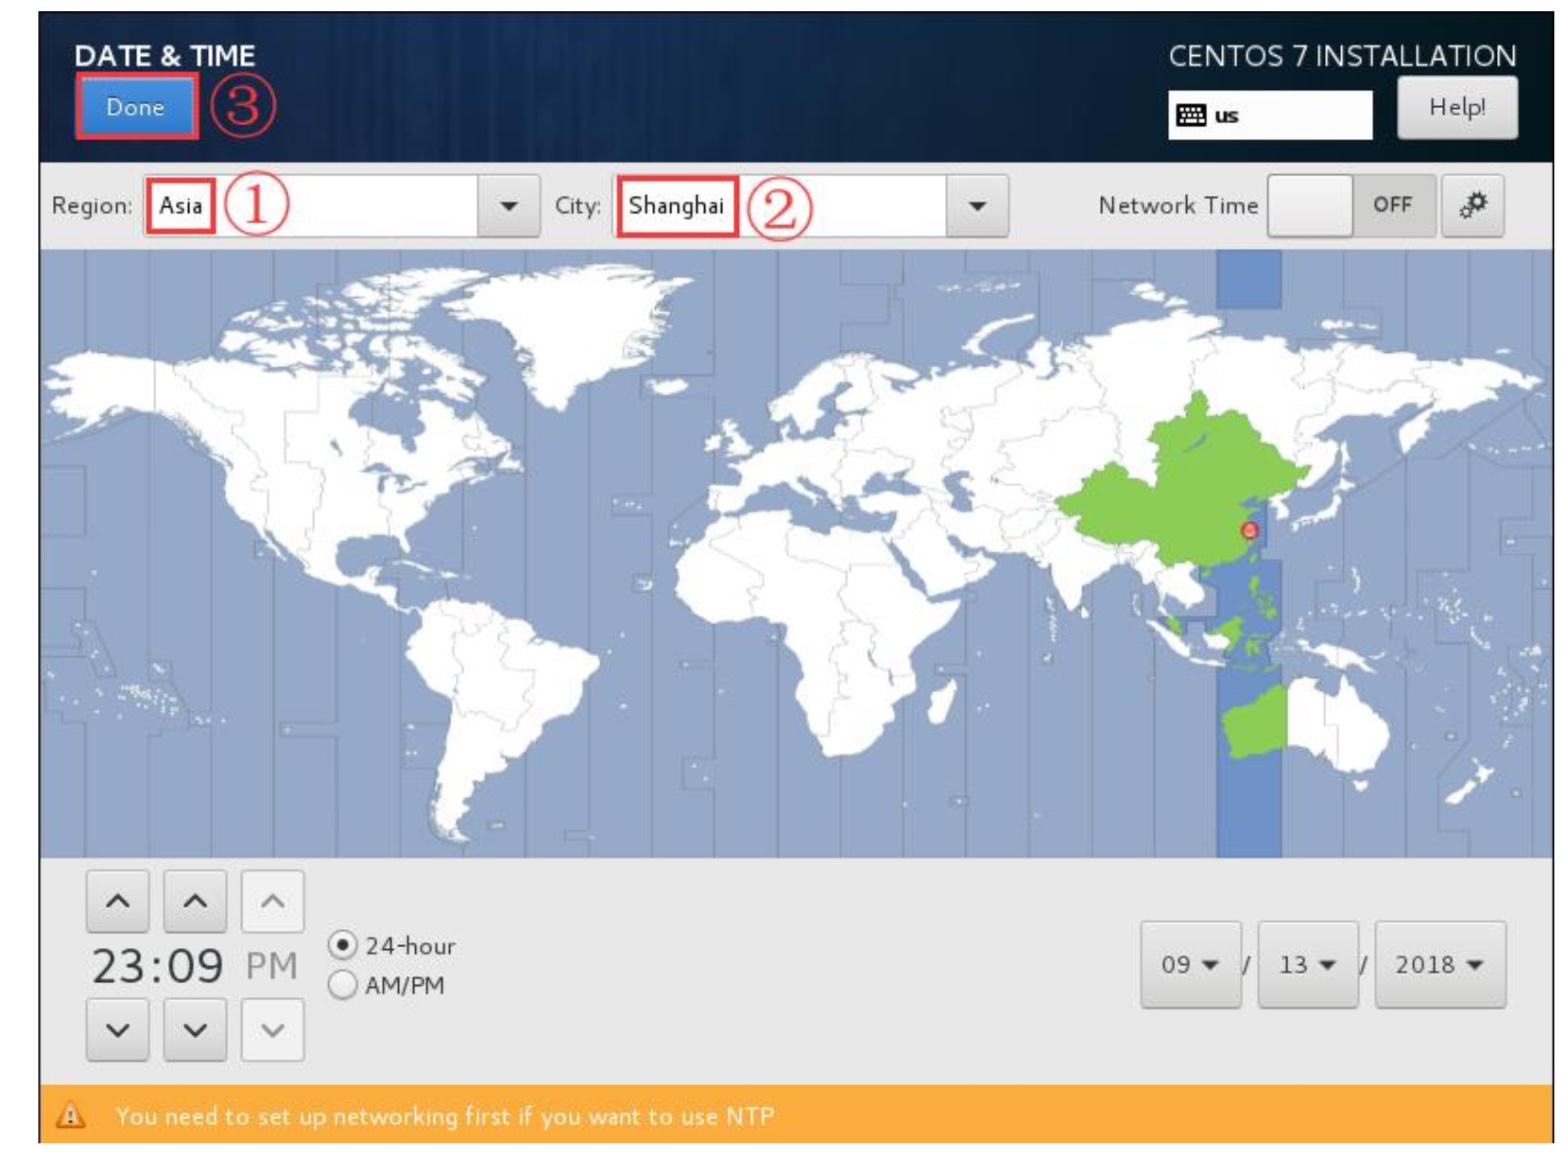 DATE & TIME
CENTOS 7 INSTALLATION
Done ③
us
Help!
Region: Asia ① City: Shanghai ② Network Time OFF
23:09 PM
24-hour
AM/PM
09 / 13 / 2018
You need to set up networking first if you want to use NTP